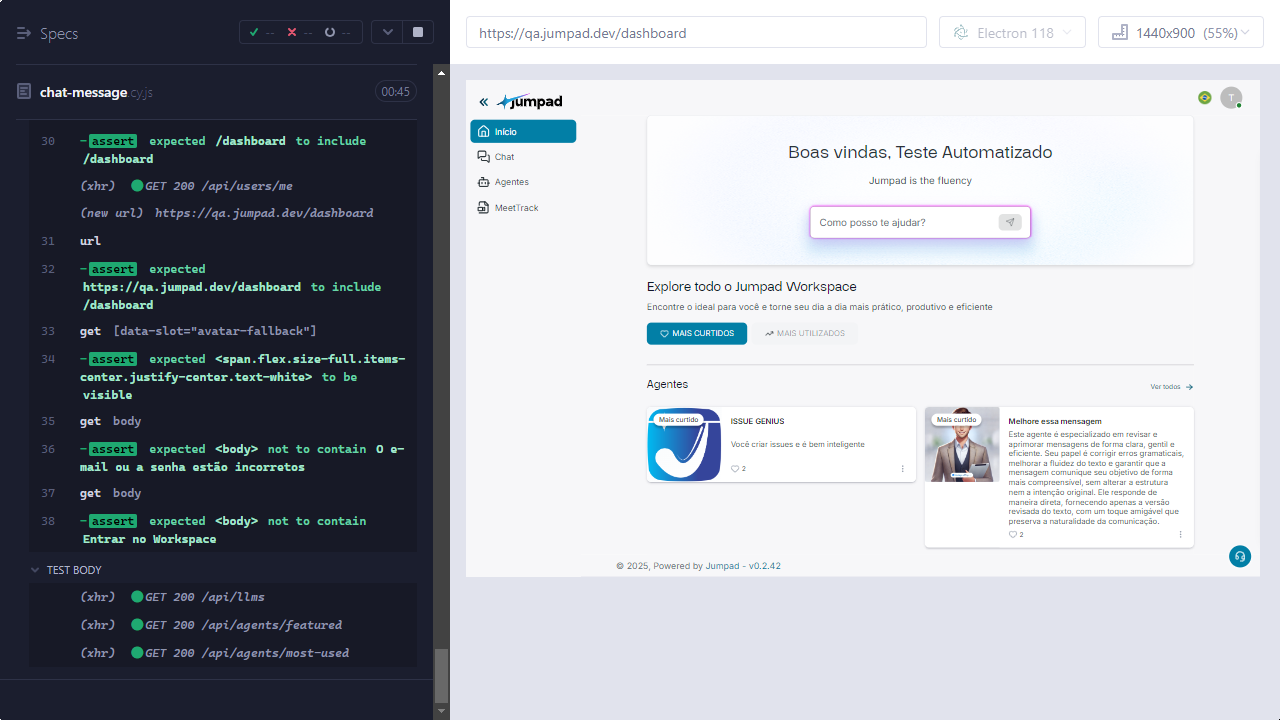 Specs
-- -- --
chat-message.cy.js
00:45
30 -assert expected /dashboard to include
/dashboard
(xhr) GET 200 /api/users/me
(new url) https://qa.jumpad.dev/dashboard
31 url
32 -assert expected
https://qa.jumpad.dev/dashboard to include
/dashboard
33 get [data-slot="avatar-fallback"]
34 -assert expected <span.flex.size-full.items-
center.justify-center.text-white> to be
visible
35 get body
36 -assert expected <body> not to contain O e-
mail ou a senha estão incorretos
37 get body
38 -assert expected <body> not to contain
Entrar no Workspace
TEST BODY
(xhr) GET 200 /api/llms
(xhr) GET 200 /api/agents/featured
(xhr) GET 200 /api/agents/most-used
https://qa.jumpad.dev/dashboard
Electron 118
1440x900 (55%)
jumpad
T
Início
Chat
Agentes
MeetTrack
Boas vindas, Teste Automatizado
Jumpad is the fluency
Como posso te ajudar?
Explore todo o Jumpad Workspace
Encontre o ideal para você e torne seu dia a dia mais prático, produtivo e eficiente
MAIS CURTIDOS
MAIS UTILIZADOS
Agentes
Ver todos
Mais curtido
ISSUE GENIUS
Você criar issues e é bem inteligente
2
Mais curtido
Melhore essa mensagem
Este agente é especializado em revisar e
aprimorar mensagens de forma clara, gentil e
eficiente. Seu papel é corrigir erros gramaticais,
melhorar a fluidez do texto e garantir que a
mensagem comunique seu objetivo de forma
mais compreensível, sem alterar a estrutura
nem a intenção original. Ele responde de
maneira direta, fornecendo apenas a versão
revisada do texto, com um toque amigável que
preserva a naturalidade da comunicação.
2
© 2025, Powered by Jumpad - v0.2.42